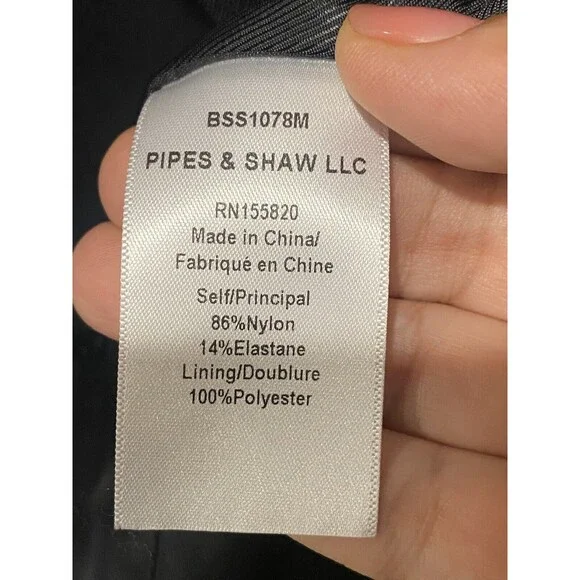 BSS1078M
PIPES & SHAW LLC
RN155820
Made in China/
Fabriqué en Chine
Self/Principal
86%Nylon
14%Elastane
Lining/Doublure
100%Polyester